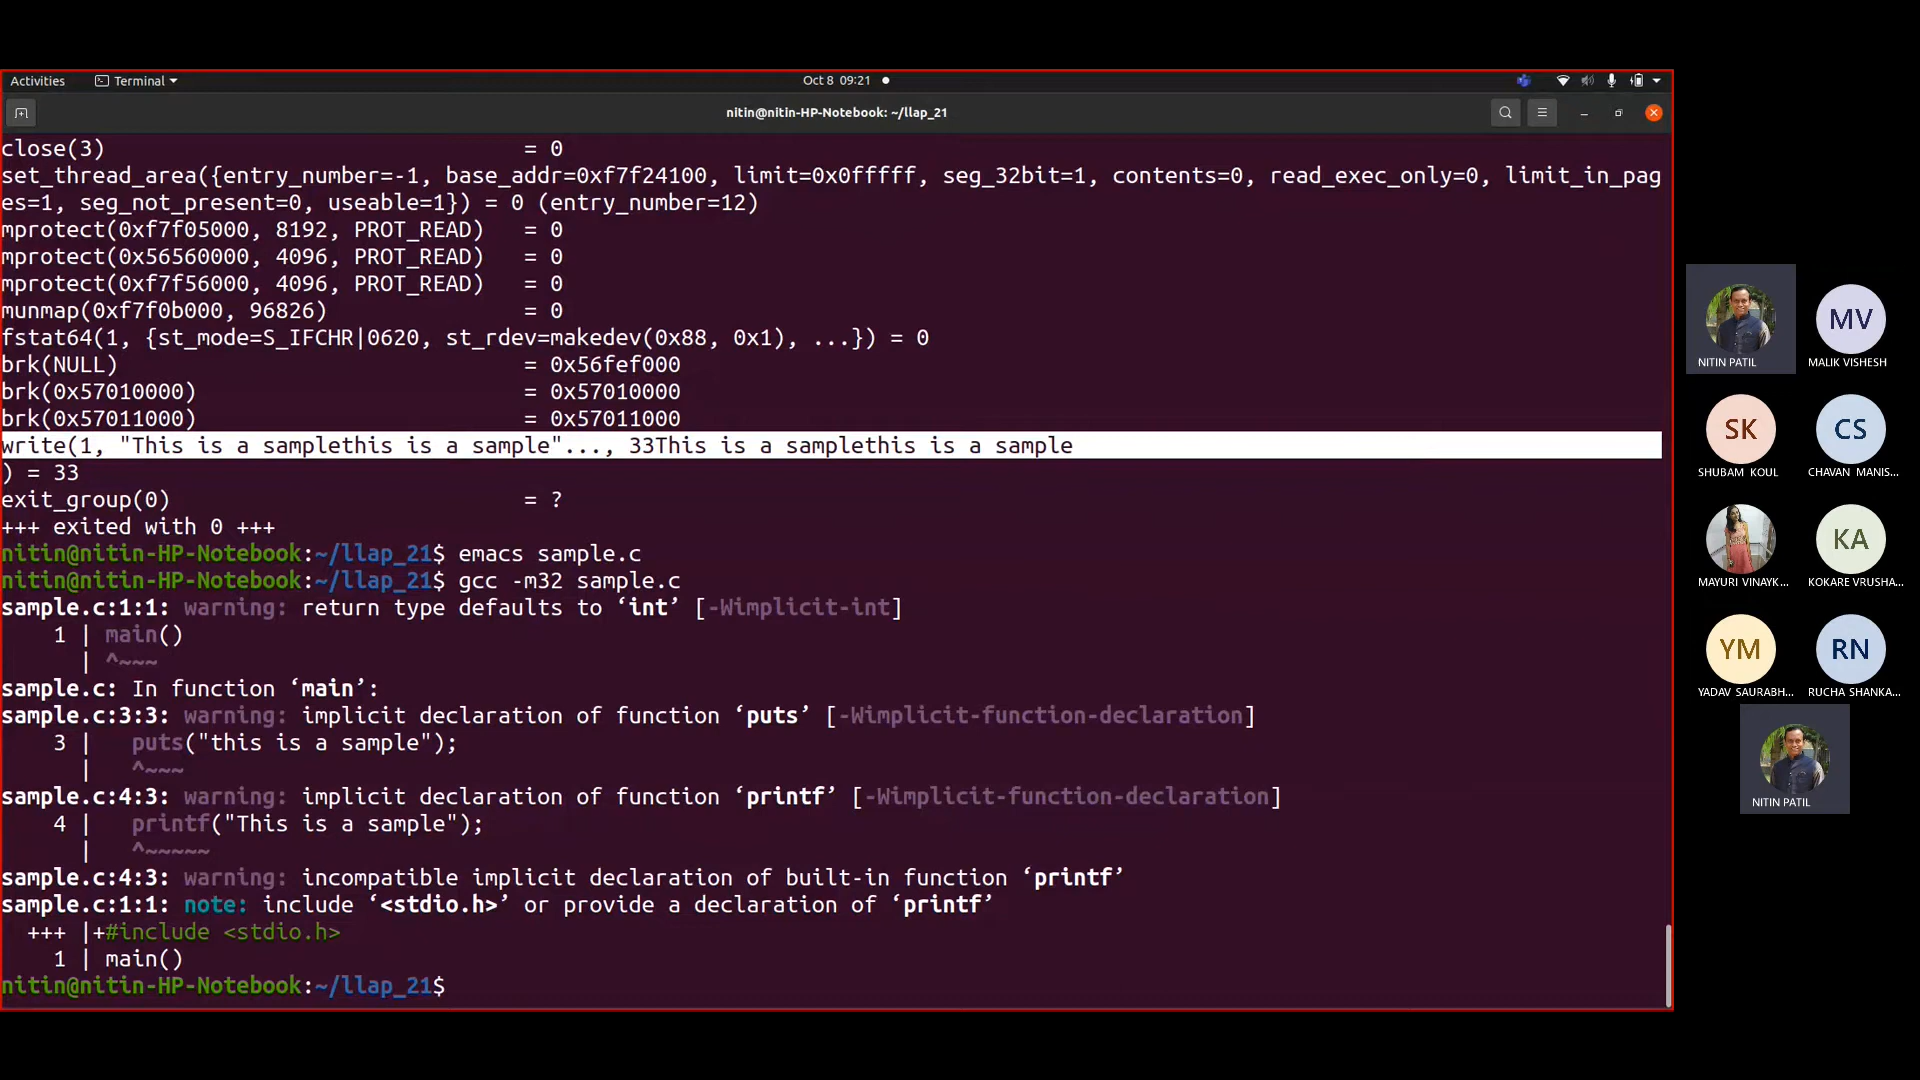 Activities
Terminal
Oct 8 09:21
nitin@nitin-HP-Notebook: ~/llap_21
close(3) = 0
set_thread_area({entry_number=-1, base_addr=0xf7f24100, limit=0x0fffff, seg_32bit=1, contents=0, read_exec_only=0, limit_in_pag
es=1, seg_not_present=0, useable=1}) = 0 (entry_number=12)
mprotect(0xf7f05000, 8192, PROT_READ) = 0
mprotect(0x56560000, 4096, PROT_READ) = 0
mprotect(0xf7f56000, 4096, PROT_READ) = 0
munmap(0xf7f0b000, 96826) = 0
fstat64(1, {st_mode=S_IFCHR|0620, st_rdev=makedev(0x88, 0x1), ...}) = 0
brk(NULL) = 0x56fef000
brk(0x57010000) = 0x57010000
brk(0x57011000) = 0x57011000
write(1, "This is a samplethis is a sample"..., 33This is a samplethis is a sample
) = 33
exit_group(0) = ?
+++ exited with 0 +++
nitin@nitin-HP-Notebook:~/llap_21$ emacs sample.c
nitin@nitin-HP-Notebook:~/llap_21$ gcc -m32 sample.c
sample.c:1:1: warning: return type defaults to ‘int’ [-Wimplicit-int]
1 | main()
| ^~~~
sample.c: In function ‘main’:
sample.c:3:3: warning: implicit declaration of function ‘puts’ [-Wimplicit-function-declaration]
3 | puts("this is a sample");
| ^~~~
sample.c:4:3: warning: implicit declaration of function ‘printf’ [-Wimplicit-function-declaration]
4 | printf("This is a sample");
| ^~~~~~
sample.c:4:3: warning: incompatible implicit declaration of built-in function ‘printf’
sample.c:1:1: note: include ‘<stdio.h>’ or provide a declaration of ‘printf’
+++ |+#include <stdio.h>
1 | main()
nitin@nitin-HP-Notebook:~/llap_21$
NITIN PATIL
MV
MALIK VISHESH
SK
SHUBAM KOUL
CS
CHAVAN MANIS...
MAYURI VINAYK...
KA
KOKARE VRUSHA...
YM
YADAV SAURABH...
RN
RUCHA SHANKA...
NITIN PATIL